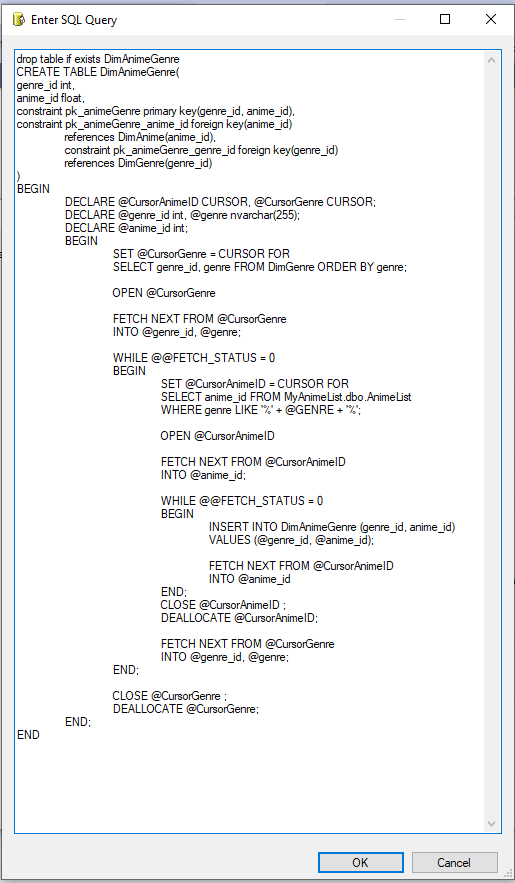 Enter SQL Query
drop table if exists DimAnimeGenre
CREATE TABLE DimAnimeGenre(
genre_id int,
anime_id float,
constraint pk_animeGenre primary key(genre_id, anime_id),
constraint pk_animeGenre_anime_id foreign key(anime_id)
references DimAnime(anime_id),
constraint pk_animeGenre_genre_id foreign key(genre_id)
references DimGenre(genre_id)
)
BEGIN
DECLARE @CursorAnimeID CURSOR, @CursorGenre CURSOR;
DECLARE @genre_id int, @genre nvarchar(255);
DECLARE @anime_id int;
BEGIN
SET @CursorGenre = CURSOR FOR
SELECT genre_id, genre FROM DimGenre ORDER BY genre;
OPEN @CursorGenre
FETCH NEXT FROM @CursorGenre
INTO @genre_id, @genre;
WHILE @@FETCH_STATUS = 0
BEGIN
SET @CursorAnimeID = CURSOR FOR
SELECT anime_id FROM MyAnimeList.dbo.AnimeList
WHERE genre LIKE '%' + @GENRE + '%';
OPEN @CursorAnimeID
FETCH NEXT FROM @CursorAnimeID
INTO @anime_id;
WHILE @@FETCH_STATUS = 0
BEGIN
INSERT INTO DimAnimeGenre (genre_id, anime_id)
VALUES (@genre_id, @anime_id);
FETCH NEXT FROM @CursorAnimeID
INTO @anime_id
END;
CLOSE @CursorAnimeID ;
DEALLOCATE @CursorAnimeID;
FETCH NEXT FROM @CursorGenre
INTO @genre_id, @genre;
END;
CLOSE @CursorGenre ;
DEALLOCATE @CursorGenre;
END;
END
OK
Cancel